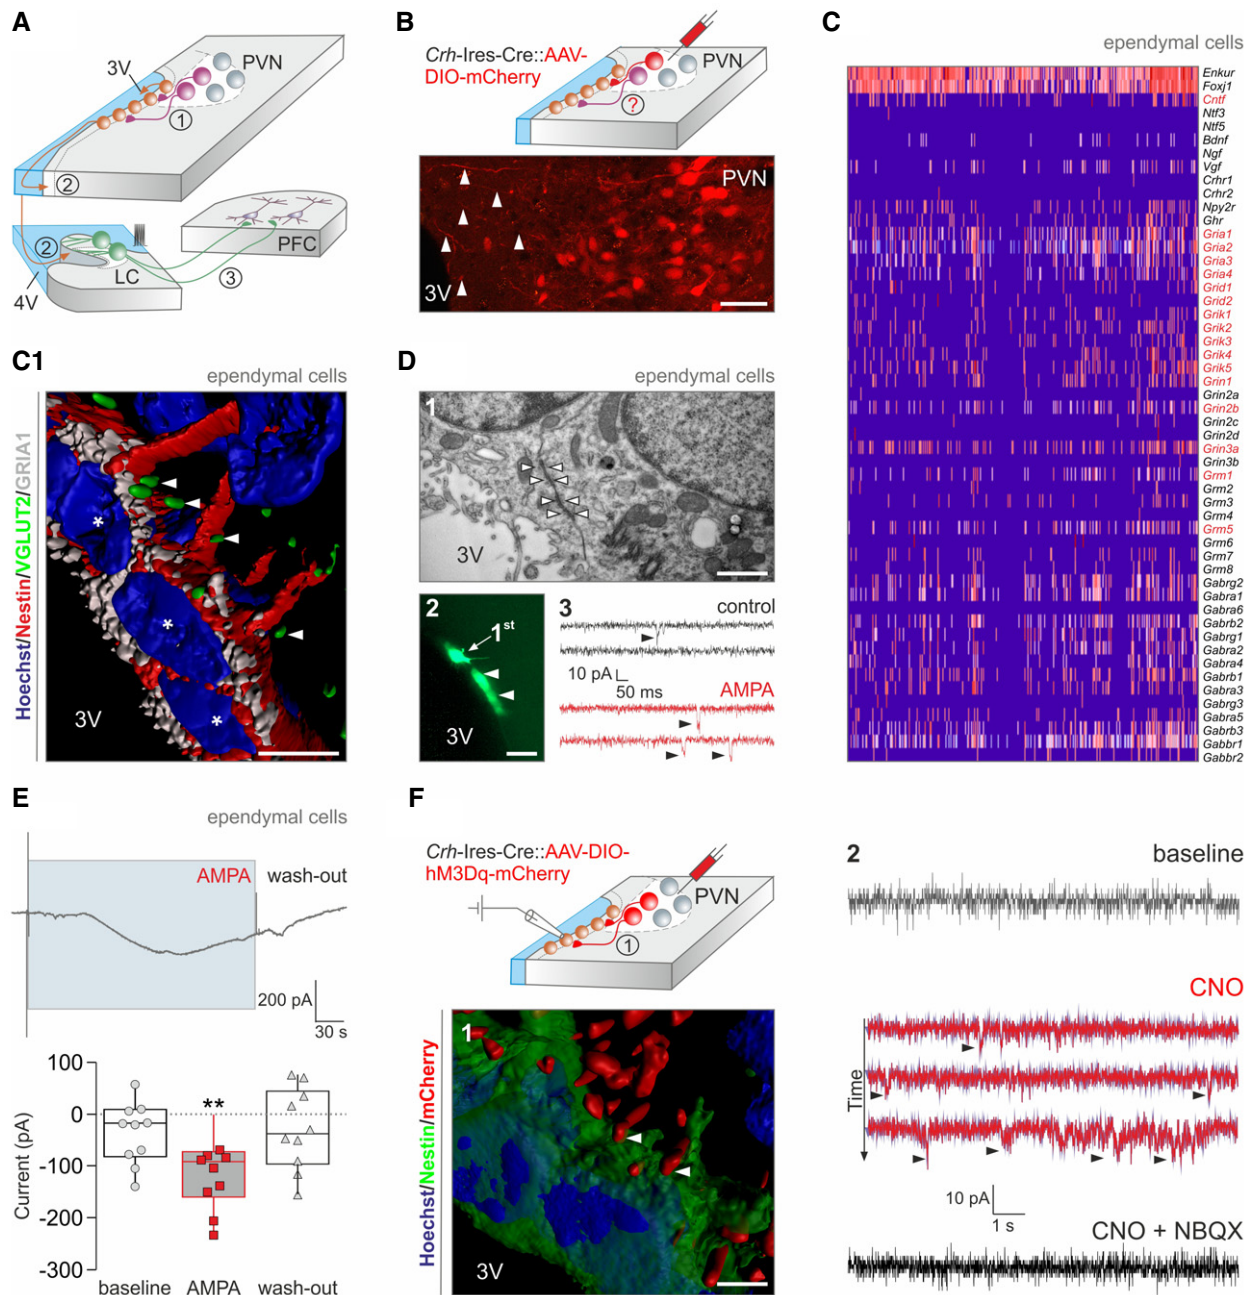 A
3V
PVN
1
2
2
LC
4V
PFC
3
B
Crh-Ires-Cre::AAV-
DIO-mCherry
PVN
?
PVN
3V
C
ependymal cells
Enkur
Foxj1
Cntf
Ntf3
Ntf5
Bdnf
Ngf
Vgf
Crhr1
Crhr2
Npy2r
Ghr
Gria1
Gria2
Gria3
Gria4
Grid1
Grid2
Grik1
Grik2
Grik3
Grik4
Grik5
Grin1
Grin2a
Grin2b
Grin2c
Grin2d
Grin3a
Grin3b
Grm1
Grm2
Grm3
Grm4
Grm5
Grm6
Grm7
Grm8
Gabrg2
Gabra1
Gabra6
Gabrb2
Gabrg1
Gabra2
Gabra4
Gabrb1
Gabra3
Gabrg3
Gabra5
Gabrb3
Gabbr1
Gabbr2
C1
ependymal cells
Hoechst/Nestin/VGLUT2/GRIA1
*
*
*
3V
D
ependymal cells
1
3V
2
1st
3V
3
control
10 pA
50 ms
AMPA
E
ependymal cells
AMPA
wash-out
200 pA
30 s
Current (pA)
100
0
-100
-200
-300
**
baseline
AMPA
wash-out
F
Crh-Ires-Cre::AAV-DIO-
hM3Dq-mCherry
PVN
1
Hoechst/Nestin/mCherry
1
3V
2
baseline
CNO
Time
10 pA
1 s
CNO + NBQX